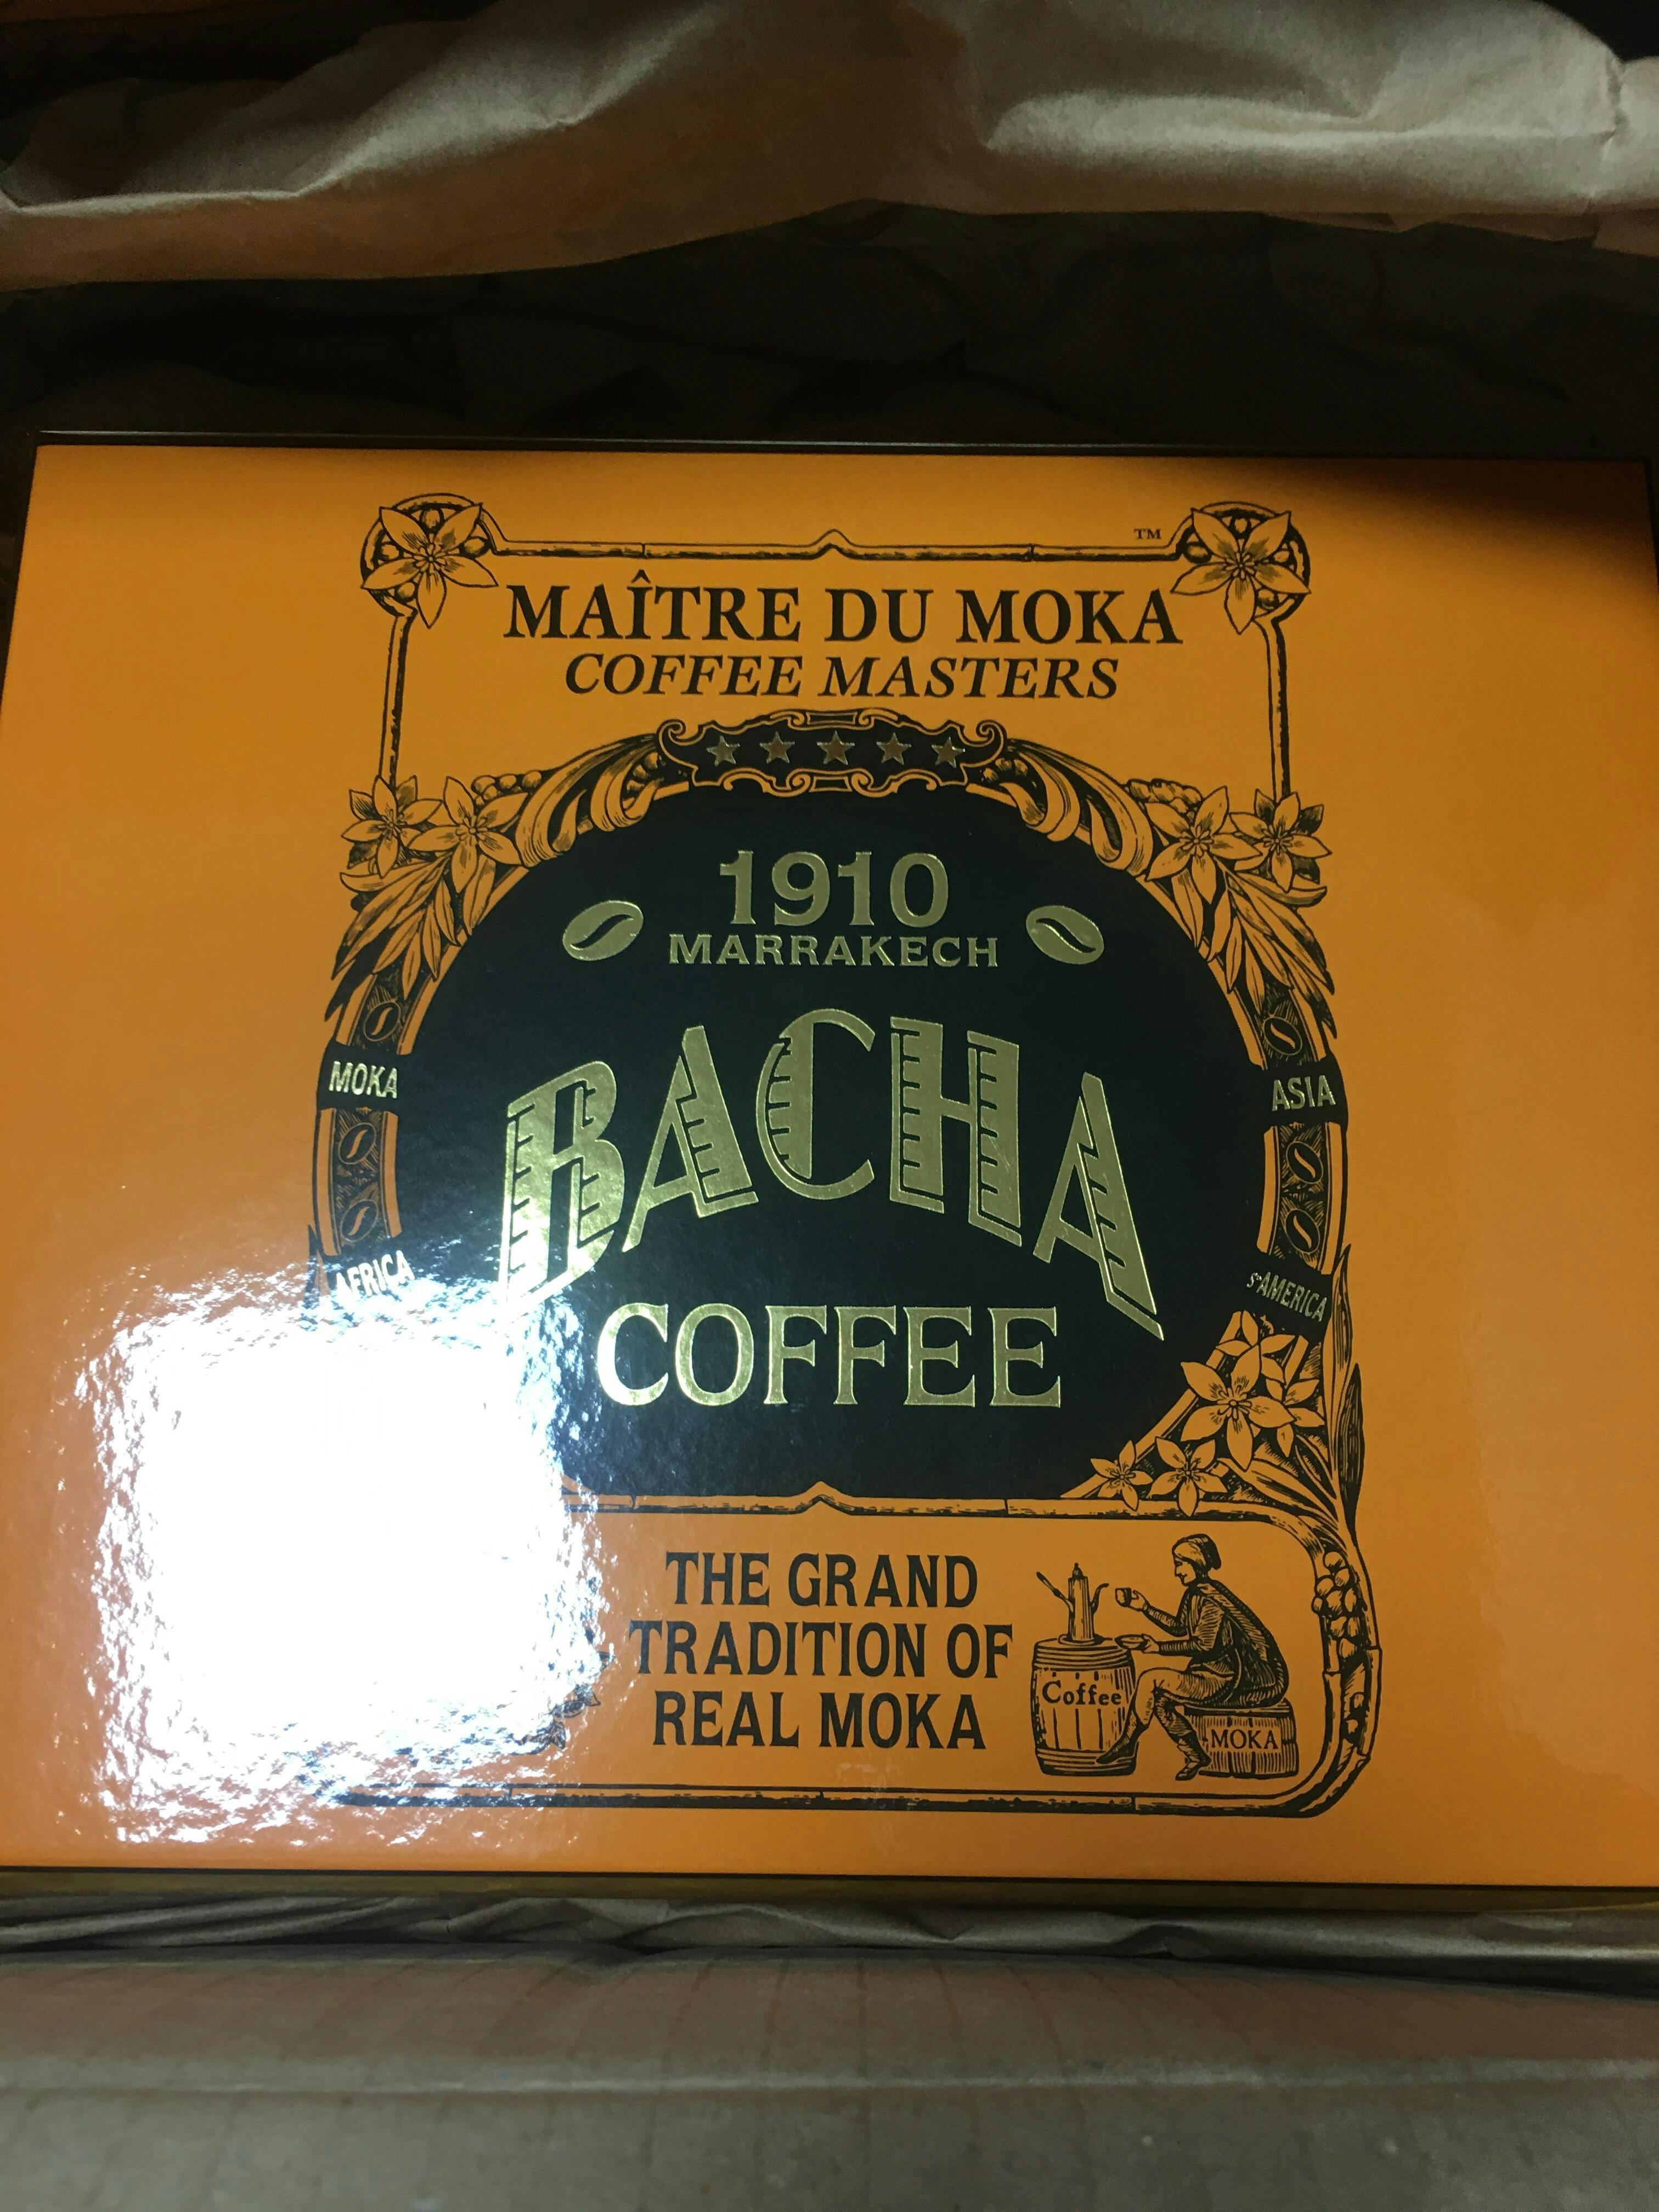 TM
MAÎTRE DU MOKA
COFFEE MASTERS
1910
MARRAKECH
MOKA
ASIA
BACHA
AFRICA
Sth AMERICA
COFFEE
THE GRAND
TRADITION OF
REAL MOKA
Coffee
MOKA